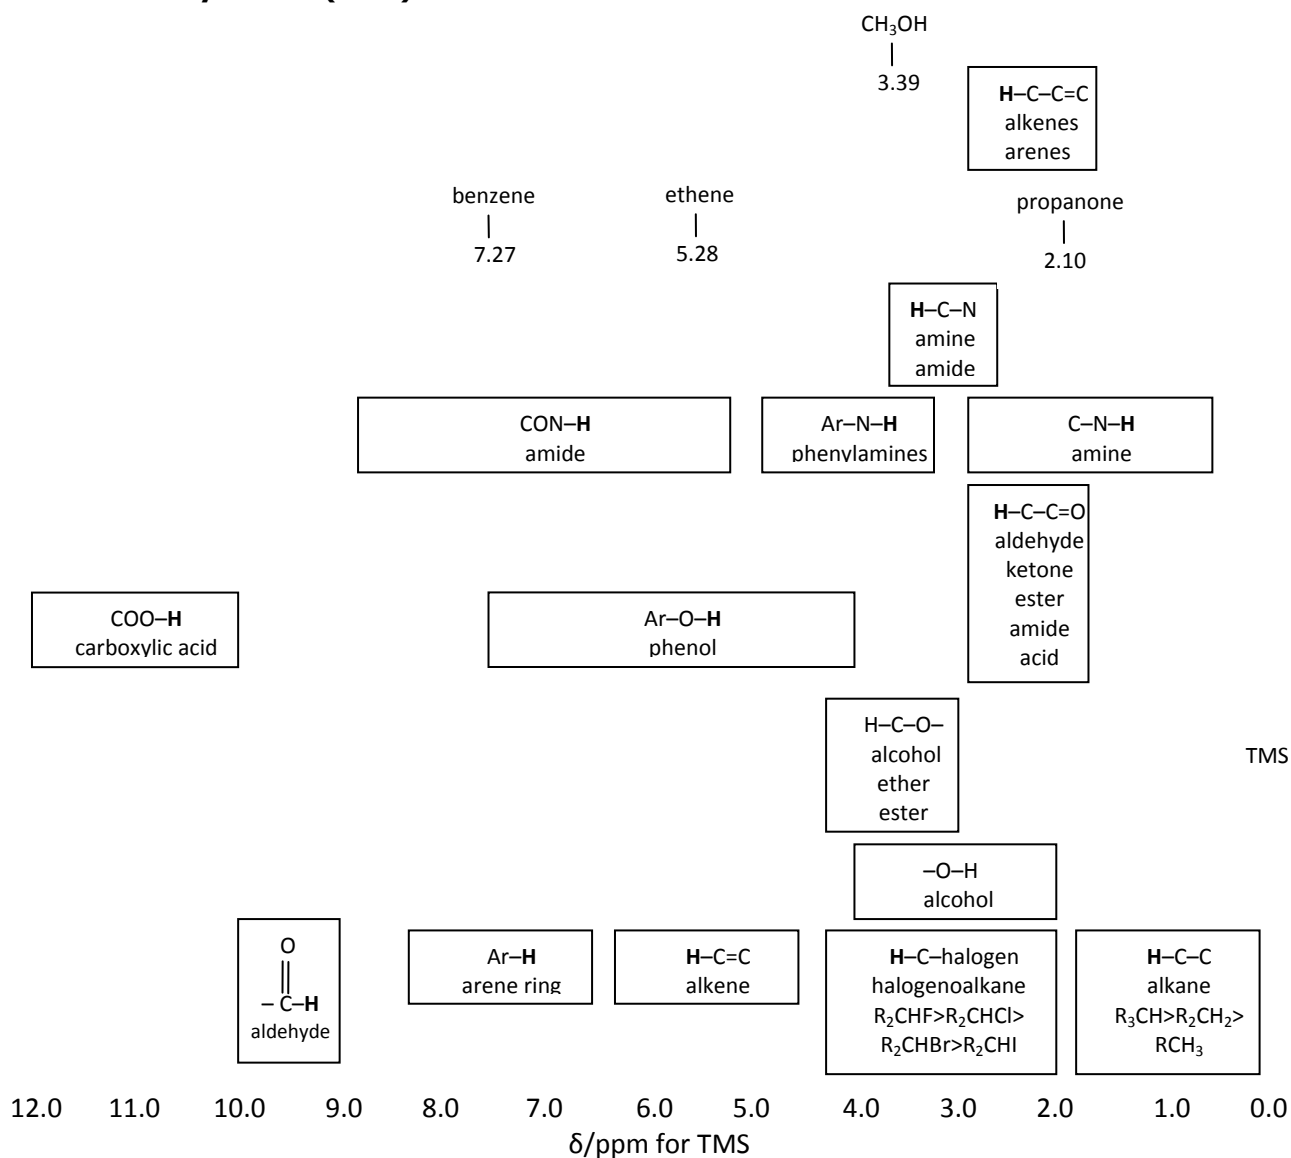 CH₃OH
3.39
H–C–C=C
alkenes
arenes
benzene
7.27
ethene
5.28
propanone
2.10
H–C–N
amine
amide
CON–H
amide
Ar–N–H
phenylamines
C–N–H
amine
H–C–C=O
aldehyde
ketone
ester
amide
acid
COO–H
carboxylic acid
Ar–O–H
phenol
H–C–O–
alcohol
ether
ester
TMS
–O–H
alcohol
O
– C–H
aldehyde
Ar–H
arene ring
H–C=C
alkene
H–C–halogen
halogenoalkane
R₂CHF>R₂CHCl>
R₂CHBr>R₂CHI
H–C–C
alkane
R₃CH>R₂CH₂>
RCH₃
12.0 11.0 10.0 9.0 8.0 7.0 6.0 5.0 4.0 3.0 2.0 1.0 0.0
δ/ppm for TMS